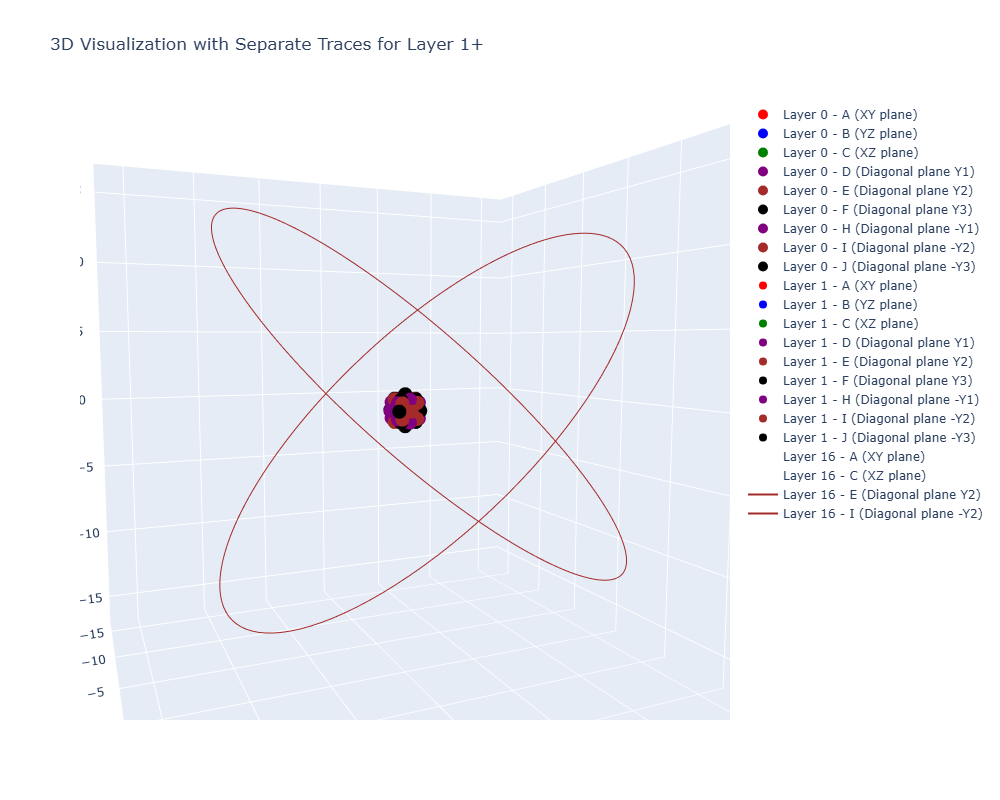 3D Visualization with Separate Traces for Layer 1+
Layer 0 - A (XY plane)
Layer 0 - B (YZ plane)
Layer 0 - C (XZ plane)
Layer 0 - D (Diagonal plane Y1)
Layer 0 - E (Diagonal plane Y2)
Layer 0 - F (Diagonal plane Y3)
Layer 0 - H (Diagonal plane -Y1)
Layer 0 - I (Diagonal plane -Y2)
Layer 0 - J (Diagonal plane -Y3)
Layer 1 - A (XY plane)
Layer 1 - B (YZ plane)
Layer 1 - C (XZ plane)
Layer 1 - D (Diagonal plane Y1)
Layer 1 - E (Diagonal plane Y2)
Layer 1 - F (Diagonal plane Y3)
Layer 1 - H (Diagonal plane -Y1)
Layer 1 - I (Diagonal plane -Y2)
Layer 1 - J (Diagonal plane -Y3)
Layer 16 - A (XY plane)
Layer 16 - C (XZ plane)
Layer 16 - E (Diagonal plane Y2)
Layer 16 - I (Diagonal plane -Y2)
5
0
−5
−10
−15
−15
−10
−5